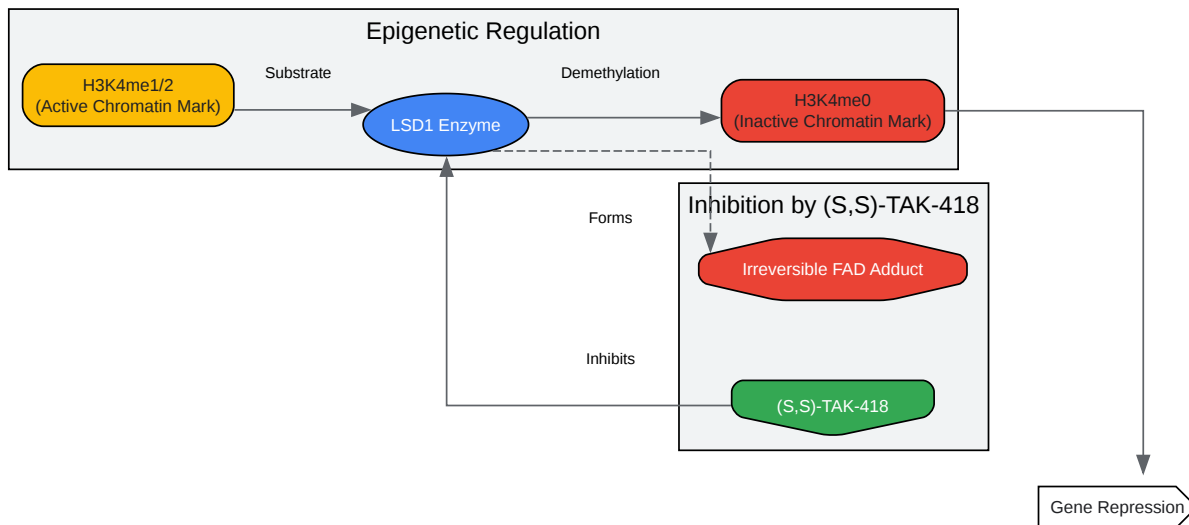 Epigenetic Regulation
Substrate
Demethylation
H3K4me1/2
(Active Chromatin Mark)
LSD1 Enzyme
H3K4me0
(Inactive Chromatin Mark)
Inhibition by (S,S)-TAK-418
Forms
Irreversible FAD Adduct
Inhibits
(S,S)-TAK-418
Gene Repression